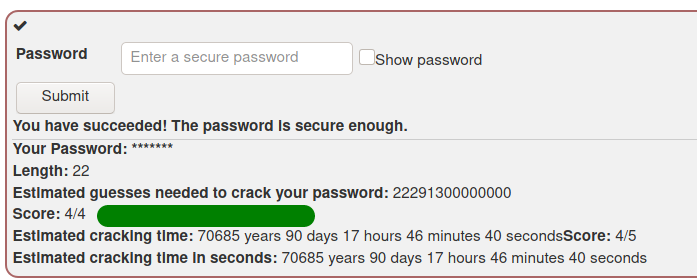 Password Enter a secure password Show password
Submit
You have succeeded! The password is secure enough.
Your Password: *******
Length: 22
Estimated guesses needed to crack your password: 22291300000000
Score: 4/4
Estimated cracking time: 70685 years 90 days 17 hours 46 minutes 40 secondsScore: 4/5
Estimated cracking time in seconds: 70685 years 90 days 17 hours 46 minutes 40 seconds